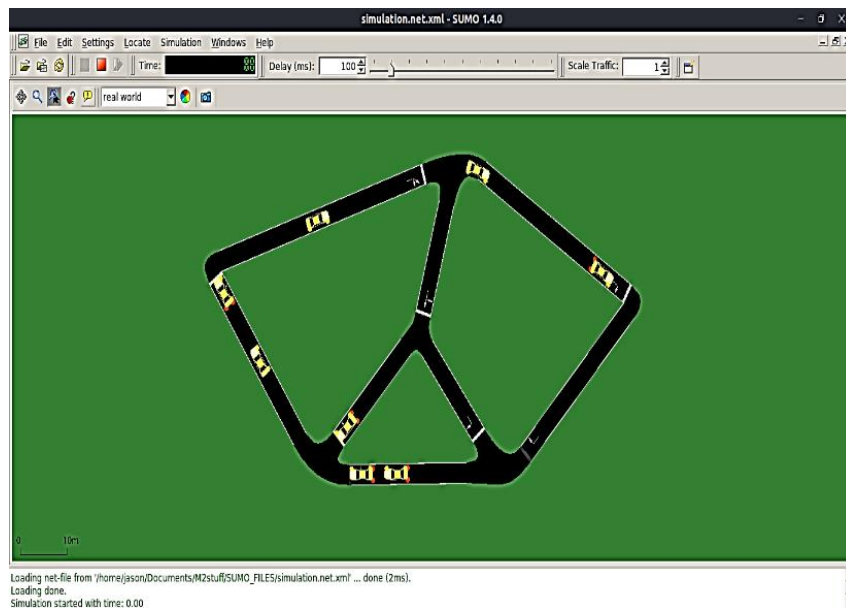 simulation.net.xml - SUMO 1.4.0
File Edit Settings Locate Simulation Windows Help
Time: Delay (ms): 100 Scale Traffic: 1
real world
0 10m
Loading net-file from '/home/jason/Documents/M2stuff/SUMO_FILES/simulation.net.xml' ... done (2ms).
Loading done.
Simulation started with time: 0.00